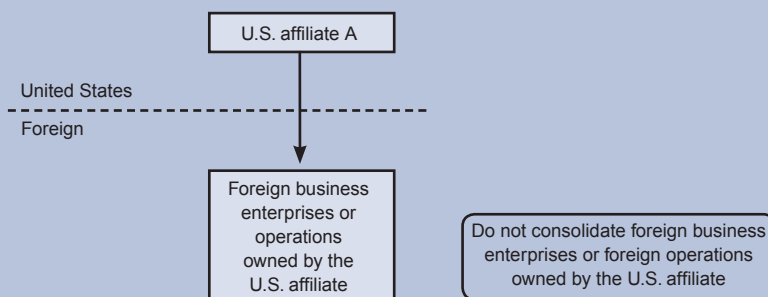 U.S. affiliate A
United States
Foreign
Foreign business
enterprises or
operations
owned by the
U.S. affiliate
Do not consolidate foreign business
enterprises or foreign operations
owned by the U.S. affiliate